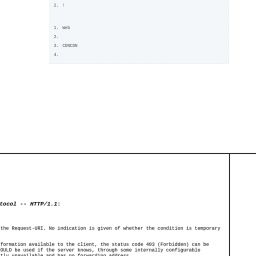 2. !
1. Web
2.
3. CDNCDN
4.
tocol -- HTTP/1.1:
the Request-URI. No indication is given of whether the condition is temporary
formation available to the client, the status code 403 (Forbidden) can be
OULD be used if the server knows, through some internally configurable
tly unavailable and has no forwarding address.